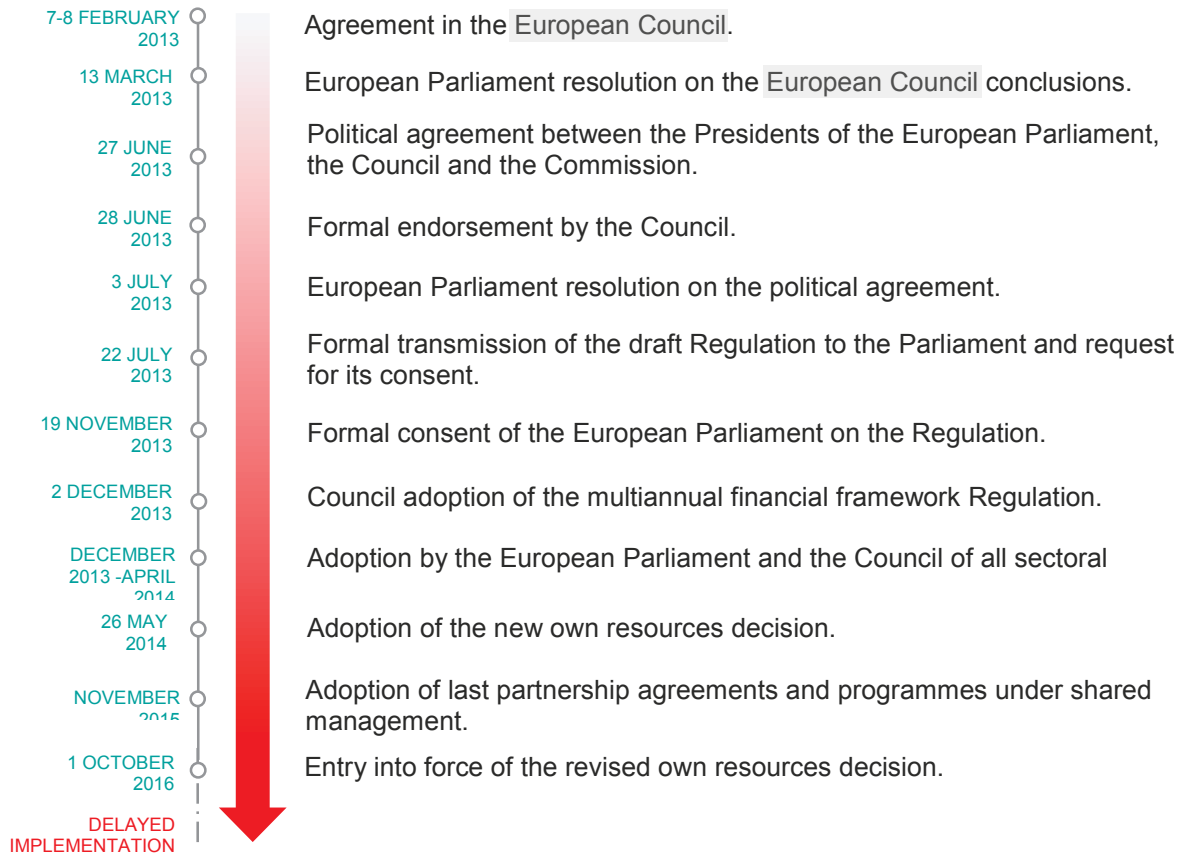 7-8 FEBRUARY
2013
Agreement in the European Council.
13 MARCH
2013
European Parliament resolution on the European Council conclusions.
27 JUNE
2013
Political agreement between the Presidents of the European Parliament,
the Council and the Commission.
28 JUNE
2013
Formal endorsement by the Council.
3 JULY
2013
European Parliament resolution on the political agreement.
22 JULY
2013
Formal transmission of the draft Regulation to the Parliament and request
for its consent.
19 NOVEMBER
2013
Formal consent of the European Parliament on the Regulation.
2 DECEMBER
2013
Council adoption of the multiannual financial framework Regulation.
DECEMBER
2013 -APRIL
2014
Adoption by the European Parliament and the Council of all sectoral
26 MAY
2014
Adoption of the new own resources decision.
NOVEMBER
2015
Adoption of last partnership agreements and programmes under shared
management.
1 OCTOBER
2016
Entry into force of the revised own resources decision.
DELAYED
IMPLEMENTATION